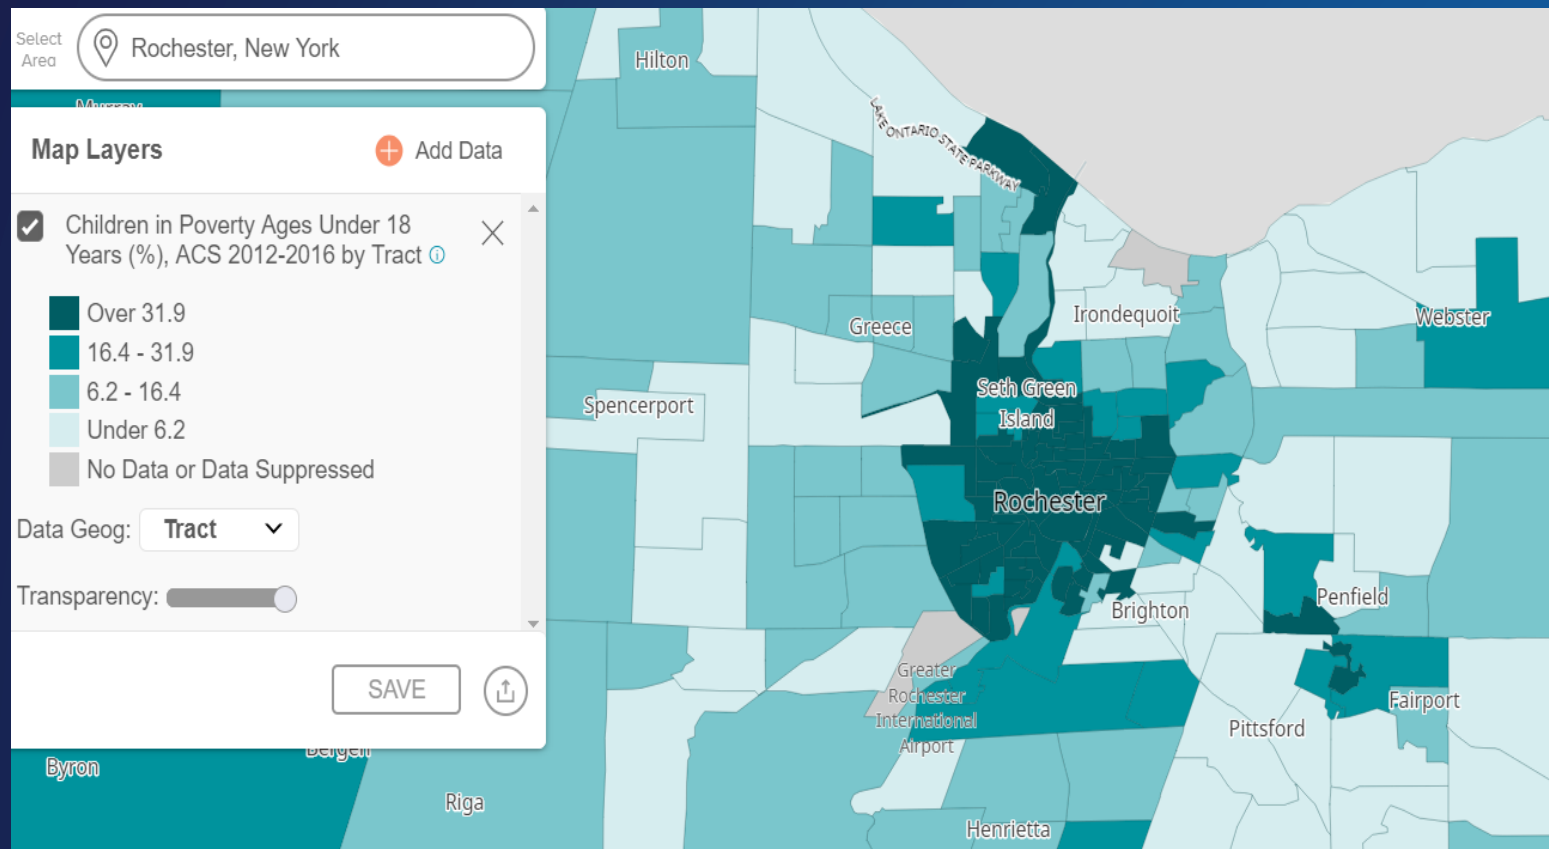 Select
Area
Rochester, New York
Murray
Map Layers
Add Data
Children in Poverty Ages Under 18
Years (%), ACS 2012-2016 by Tract
Over 31.9
16.4 - 31.9
6.2 - 16.4
Under 6.2
No Data or Data Suppressed
Data Geog: Tract
Transparency:
SAVE
Bergen
Byron
Riga
Hilton
LAKE ONTARIO STATE PARKWAY
Greece
Irondequoit
Webster
Spencerport
Seth Green
Island
Rochester
Brighton
Penfield
Greater
Rochester
International
Airport
Fairport
Pittsford
Henrietta